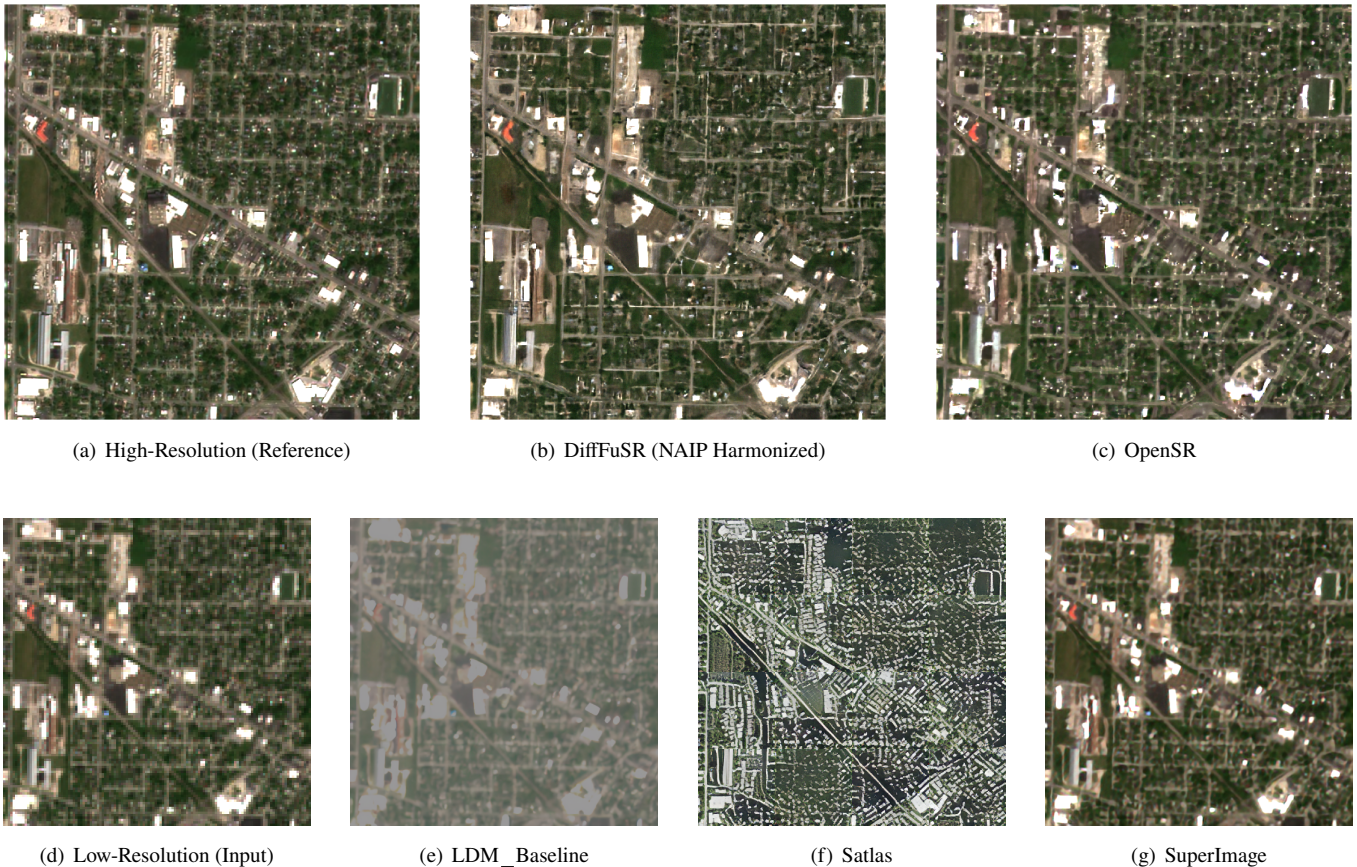 (a) High-Resolution (Reference)
(b) DiffFuSR (NAIP Harmonized)
(c) OpenSR
(d) Low-Resolution (Input)
(e) LDM_Baseline
(f) Satlas
(g) SuperImage